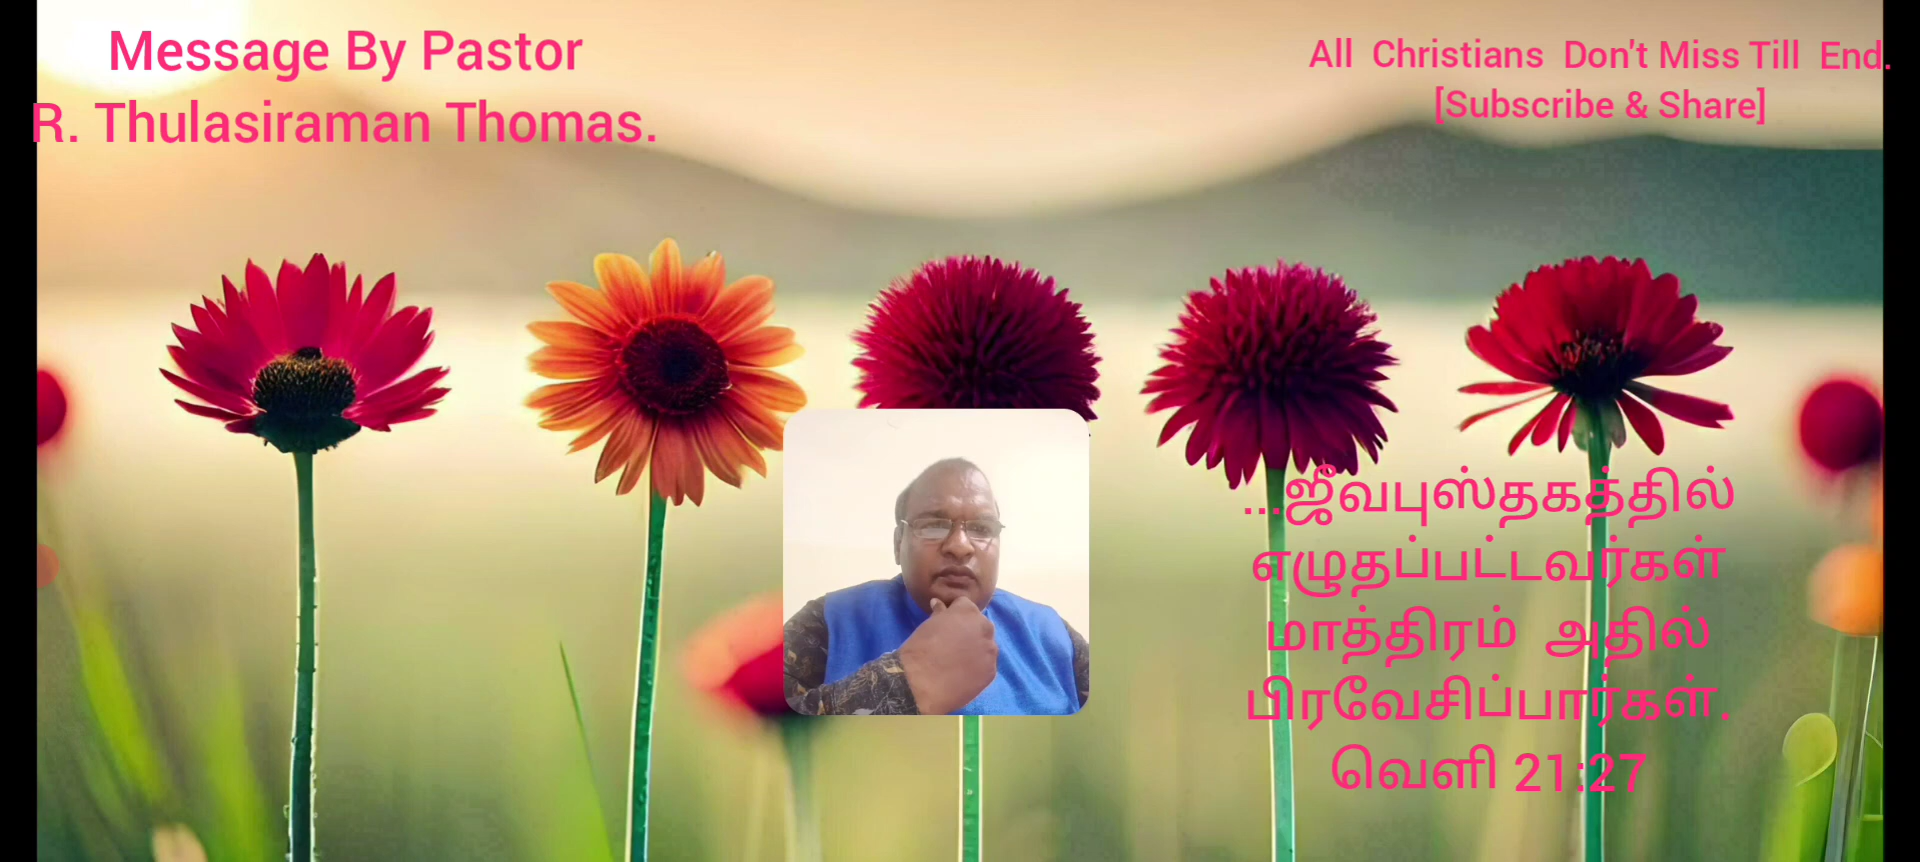 Message By Pastor
R. Thulasiraman Thomas.
All Christians Don't Miss Till End.
[Subscribe & Share]
...ஜீவபுஸ்தகத்தில்
எழுதப்பட்டவர்கள்
மாத்திரம் அதில்
பிரவேசிப்பார்கள்.
வெளி 21:27